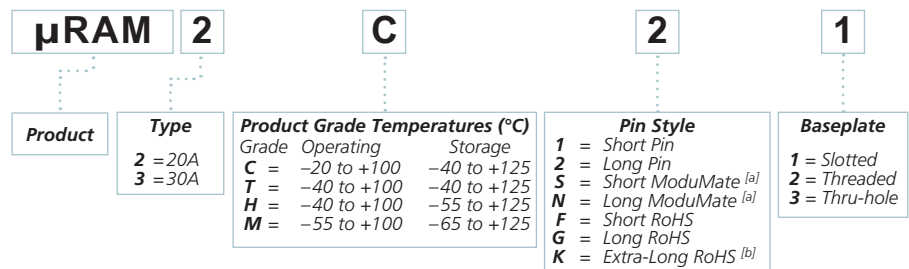 µRAM 2 C 2 1
Product
Type
2 = 20A
3 = 30A
Product Grade Temperatures (°C)
Grade Operating Storage
C = –20 to +100 –40 to +125
T = –40 to +100 –40 to +125
H = –40 to +100 –55 to +125
M = –55 to +100 –65 to +125
Pin Style
1 = Short Pin
2 = Long Pin
S = Short ModuMate [a]
N = Long ModuMate [a]
F = Short RoHS
G = Long RoHS
K = Extra-Long RoHS [b]
Baseplate
1 = Slotted
2 = Threaded
3 = Thru-hole